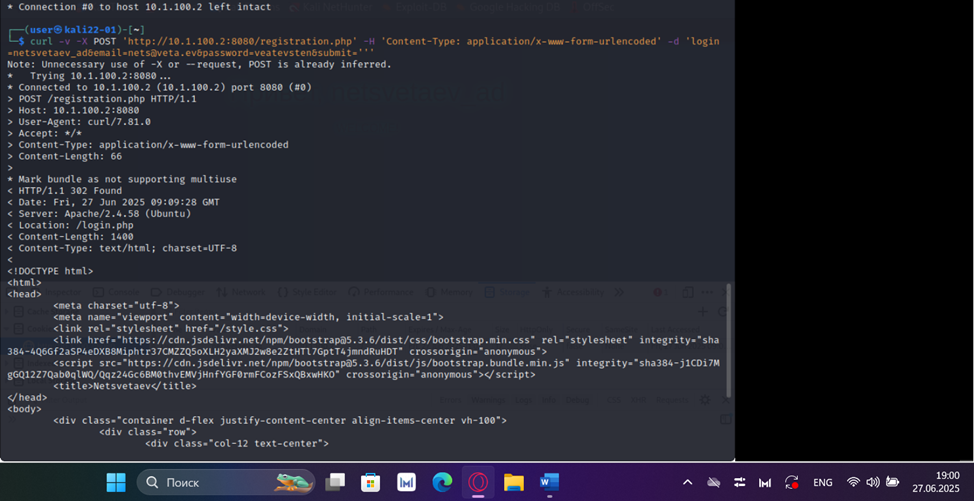 * Connection #0 to host 10.1.100.2 left intact
(user㉿kali22-01)-[~]
$ curl -v -X POST 'http://10.1.100.2:8080/registration.php' -H 'Content-Type: application/x-www-form-urlencoded' -d 'login
=netsvetaev_ad&email=nets@veta.ev&password=veatevsten&submit='''
Note: Unnecessary use of -X or --request, POST is already inferred.
*   Trying 10.1.100.2:8080...
* Connected to 10.1.100.2 (10.1.100.2) port 8080 (#0)
> POST /registration.php HTTP/1.1
> Host: 10.1.100.2:8080
> User-Agent: curl/7.81.0
> Accept: */*
> Content-Type: application/x-www-form-urlencoded
> Content-Length: 66
>
* Mark bundle as not supporting multiuse
< HTTP/1.1 302 Found
< Date: Fri, 27 Jun 2025 09:09:28 GMT
< Server: Apache/2.4.58 (Ubuntu)
< Location: /login.php
< Content-Length: 1400
< Content-Type: text/html; charset=UTF-8
<
<!DOCTYPE html>
<html>
<head>
<meta charset="utf-8">
<meta name="viewport" content="width=device-width, initial-scale=1">
<link rel="stylesheet" href="/style.css">
<link href="https://cdn.jsdelivr.net/npm/bootstrap@5.3.6/dist/css/bootstrap.min.css" rel="stylesheet" integrity="sha
384-4Q6Gf2aSP4eDXB8Miphtr37CMZZQ5oXLH2yaXMJ2w8e2ZtHTl7GptT4jmndRuHDT" crossorigin="anonymous">
<script src="https://cdn.jsdelivr.net/npm/bootstrap@5.3.6/dist/js/bootstrap.bundle.min.js" integrity="sha384-j1CDi7M
gGQ12Z7Qab0qlWQ/Qqz24Gc6BM0thvEMVjHnfYGF0rmFCozFSxQBxwHKO" crossorigin="anonymous"></script>
<title>Netsvetaev</title>
</head>
<body>
<div class="container d-flex justify-content-center align-items-center vh-100">
<div class="row">
<div class="col-12 text-center">
Поиск
ENG
19:00
27.06.2025